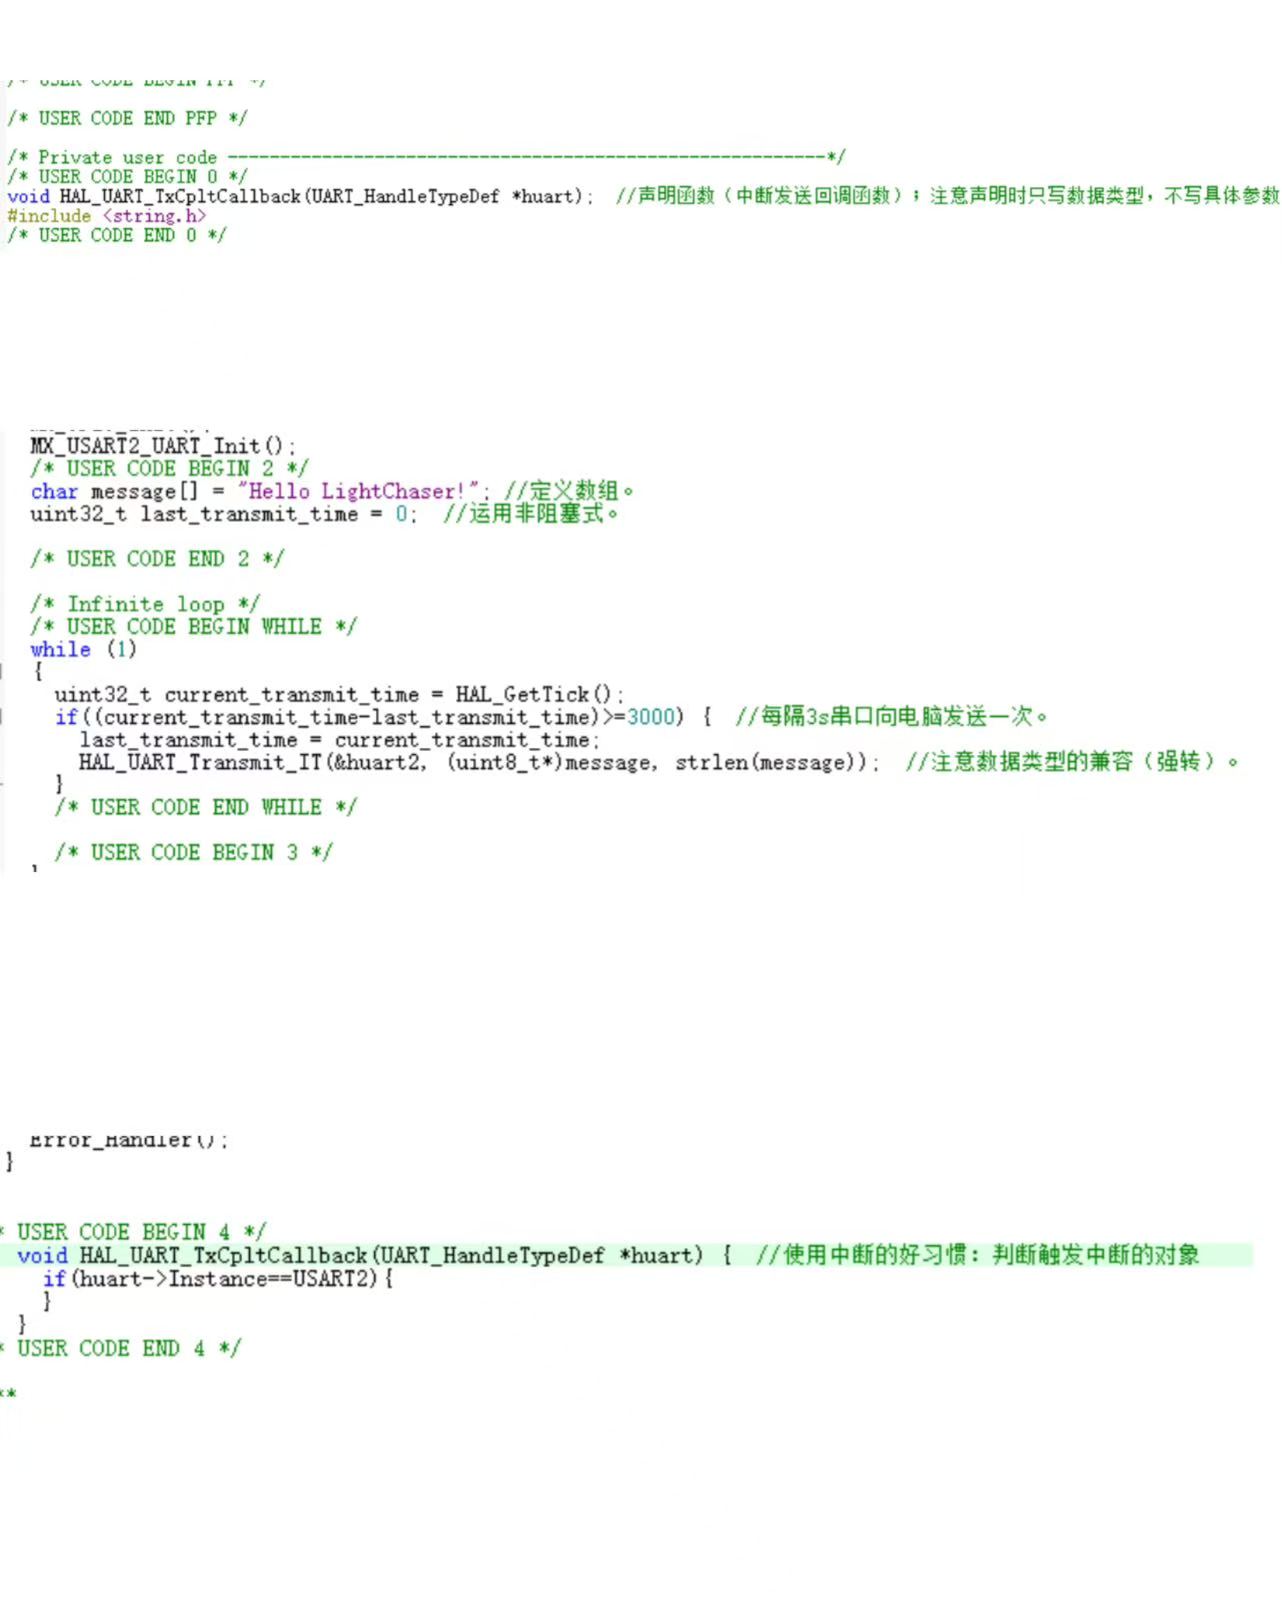 /* USER CODE BEGIN PFP */
/* USER CODE END PFP */
/* Private user code ---------------------------------------------------------*/
/* USER CODE BEGIN 0 */
void HAL_UART_TxCpltCallback(UART_HandleTypeDef *huart);  //声明函数（中断发送回调函数）；注意声明时只写数据类型，不写具体参数
#include <string.h>
/* USER CODE END 0 */
MX_USART2_UART_Init();
/* USER CODE BEGIN 2 */
char message[] = "Hello LightChaser!"; //定义数组。
uint32_t last_transmit_time = 0;  //运用非阻塞式。
/* USER CODE END 2 */
/* Infinite loop */
/* USER CODE BEGIN WHILE */
while (1)
{
uint32_t current_transmit_time = HAL_GetTick();
if((current_transmit_time-last_transmit_time)>=3000) {  //每隔3s串口向电脑发送一次。
last_transmit_time = current_transmit_time;
HAL_UART_Transmit_IT(&huart2, (uint8_t*)message, strlen(message));  //注意数据类型的兼容（强转）。
}
/* USER CODE END WHILE */
/* USER CODE BEGIN 3 */
Error_Handler();
}
* USER CODE BEGIN 4 */
void HAL_UART_TxCpltCallback(UART_HandleTypeDef *huart) {  //使用中断的好习惯：判断触发中断的对象
if(huart->Instance==USART2){
}
}
* USER CODE END 4 */
**